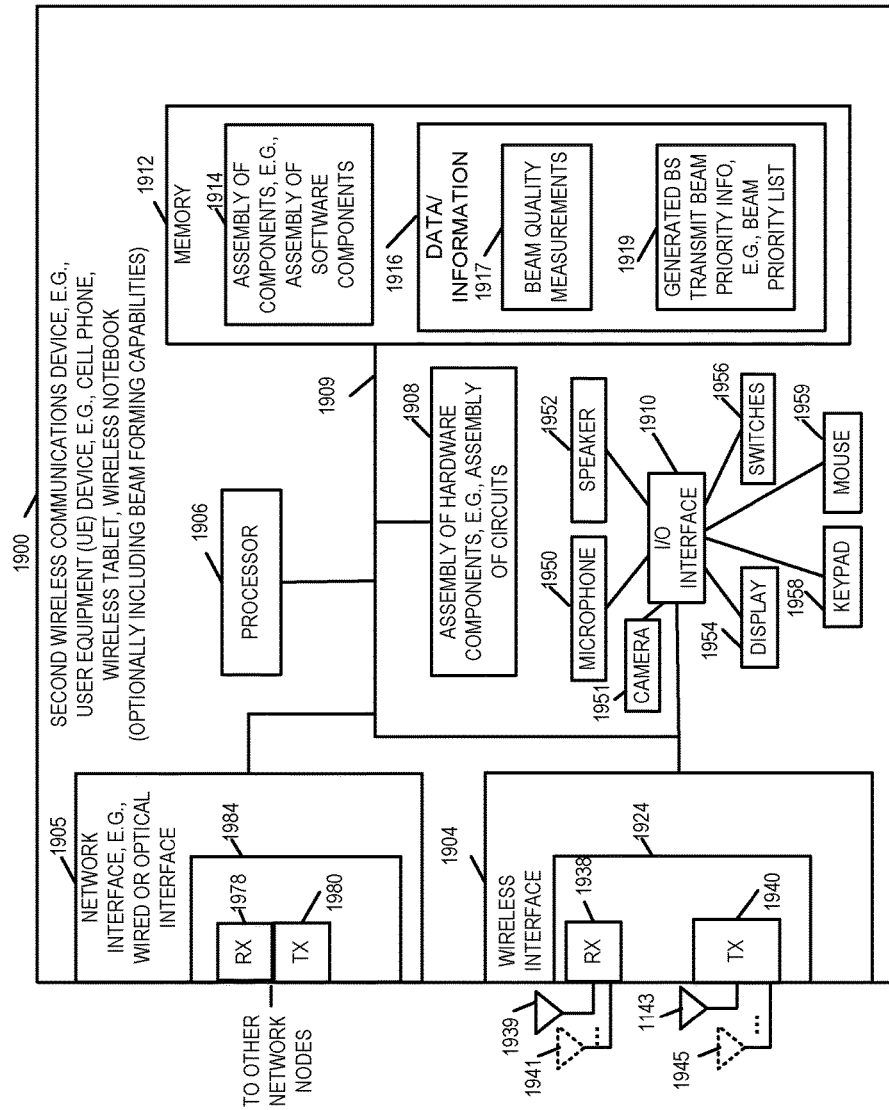 1900
SECOND WIRELESS COMMUNICATIONS DEVICE, E.G.,
USER EQUIPMENT (UE) DEVICE, E.G., CELL PHONE,
WIRELESS TABLET, WIRELESS NOTEBOOK
(OPTIONALLY INCLUDING BEAM FORMING CAPABILITIES)
1905
NETWORK
INTERFACE, E.G.,
WIRED OR OPTICAL
INTERFACE
1984
1978
RX
TX
1980
TO OTHER
NETWORK
NODES
1904
WIRELESS
INTERFACE
1924
1938
RX
1940
TX
1939
1941
...
1143
1945
...
1906
PROCESSOR
1909
1908
ASSEMBLY OF HARDWARE
COMPONENTS, E.G., ASSEMBLY
OF CIRCUITS
1950
MICROPHONE
1952
SPEAKER
1951
CAMERA
1910
I/O
INTERFACE
1954
DISPLAY
1956
SWITCHES
1958
KEYPAD
1959
MOUSE
1912
MEMORY
1914
ASSEMBLY OF
COMPONENTS, E.G.,
ASSEMBLY OF
SOFTWARE
COMPONENTS
1916
DATA/
INFORMATION
1917
BEAM QUALITY
MEASUREMENTS
1919
GENERATED BS
TRANSMIT BEAM
PRIORITY INFO,
E.G., BEAM
PRIORITY LIST